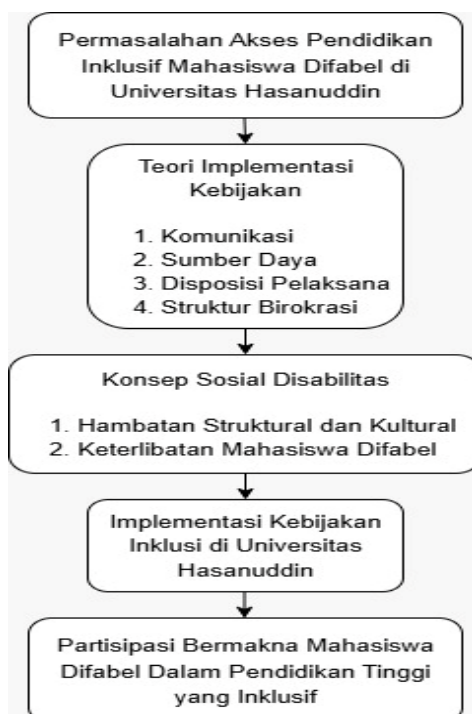 Permasalahan Akses Pendidikan
Inklusif Mahasiswa Difabel di
Universitas Hasanuddin
Teori Implementasi
Kebijakan
1. Komunikasi
2. Sumber Daya
3. Disposisi Pelaksana
4. Struktur Birokrasi
Konsep Sosial Disabilitas
1. Hambatan Struktural dan Kultural
2. Keterlibatan Mahasiswa Difabel
Implementasi Kebijakan
Inklusi di Universitas
Hasanuddin
Partisipasi Bermakna Mahasiswa
Difabel Dalam Pendidikan Tinggi
yang Inklusif